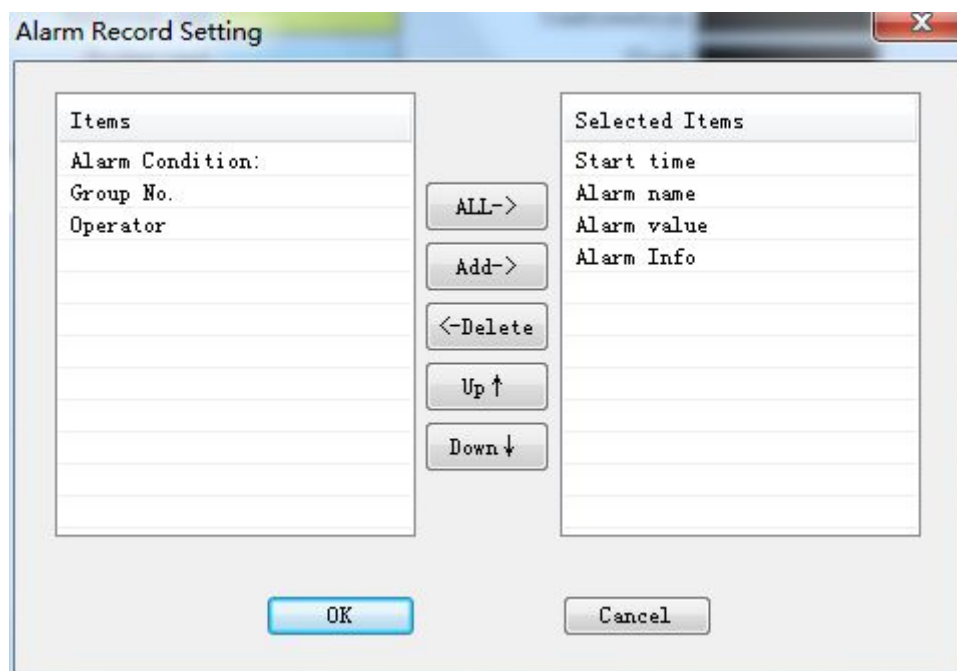 Alarm Record Setting
Items
Alarm Condition:
Group No.
Operator
ALL->
Add->
<-Delete
Up↑
Down↓
Selected Items
Start time
Alarm name
Alarm value
Alarm Info
OK
Cancel